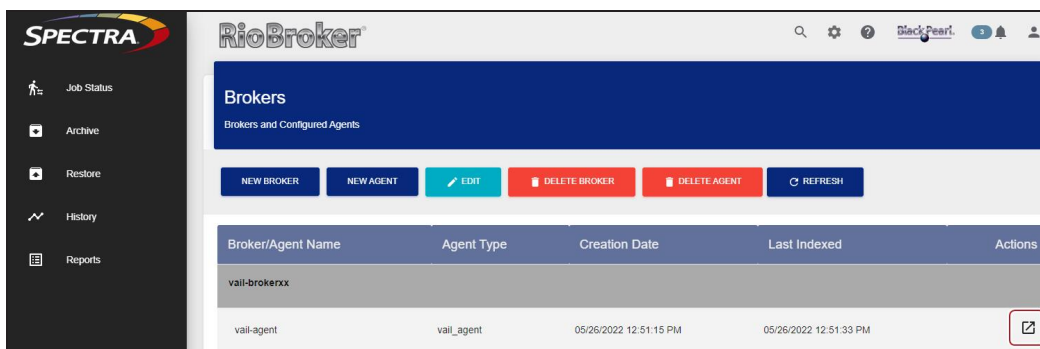 SPECTRA
RioBroker
BlackPearl
3
Job Status
Archive
Restore
History
Reports
Brokers
Brokers and Configured Agents
NEW BROKER
NEW AGENT
EDIT
DELETE BROKER
DELETE AGENT
REFRESH
Broker/Agent Name Agent Type Creation Date Last Indexed Actions
vail-brokerxx
vail-agent vail_agent 05/26/2022 12:51:15 PM 05/26/2022 12:51:33 PM